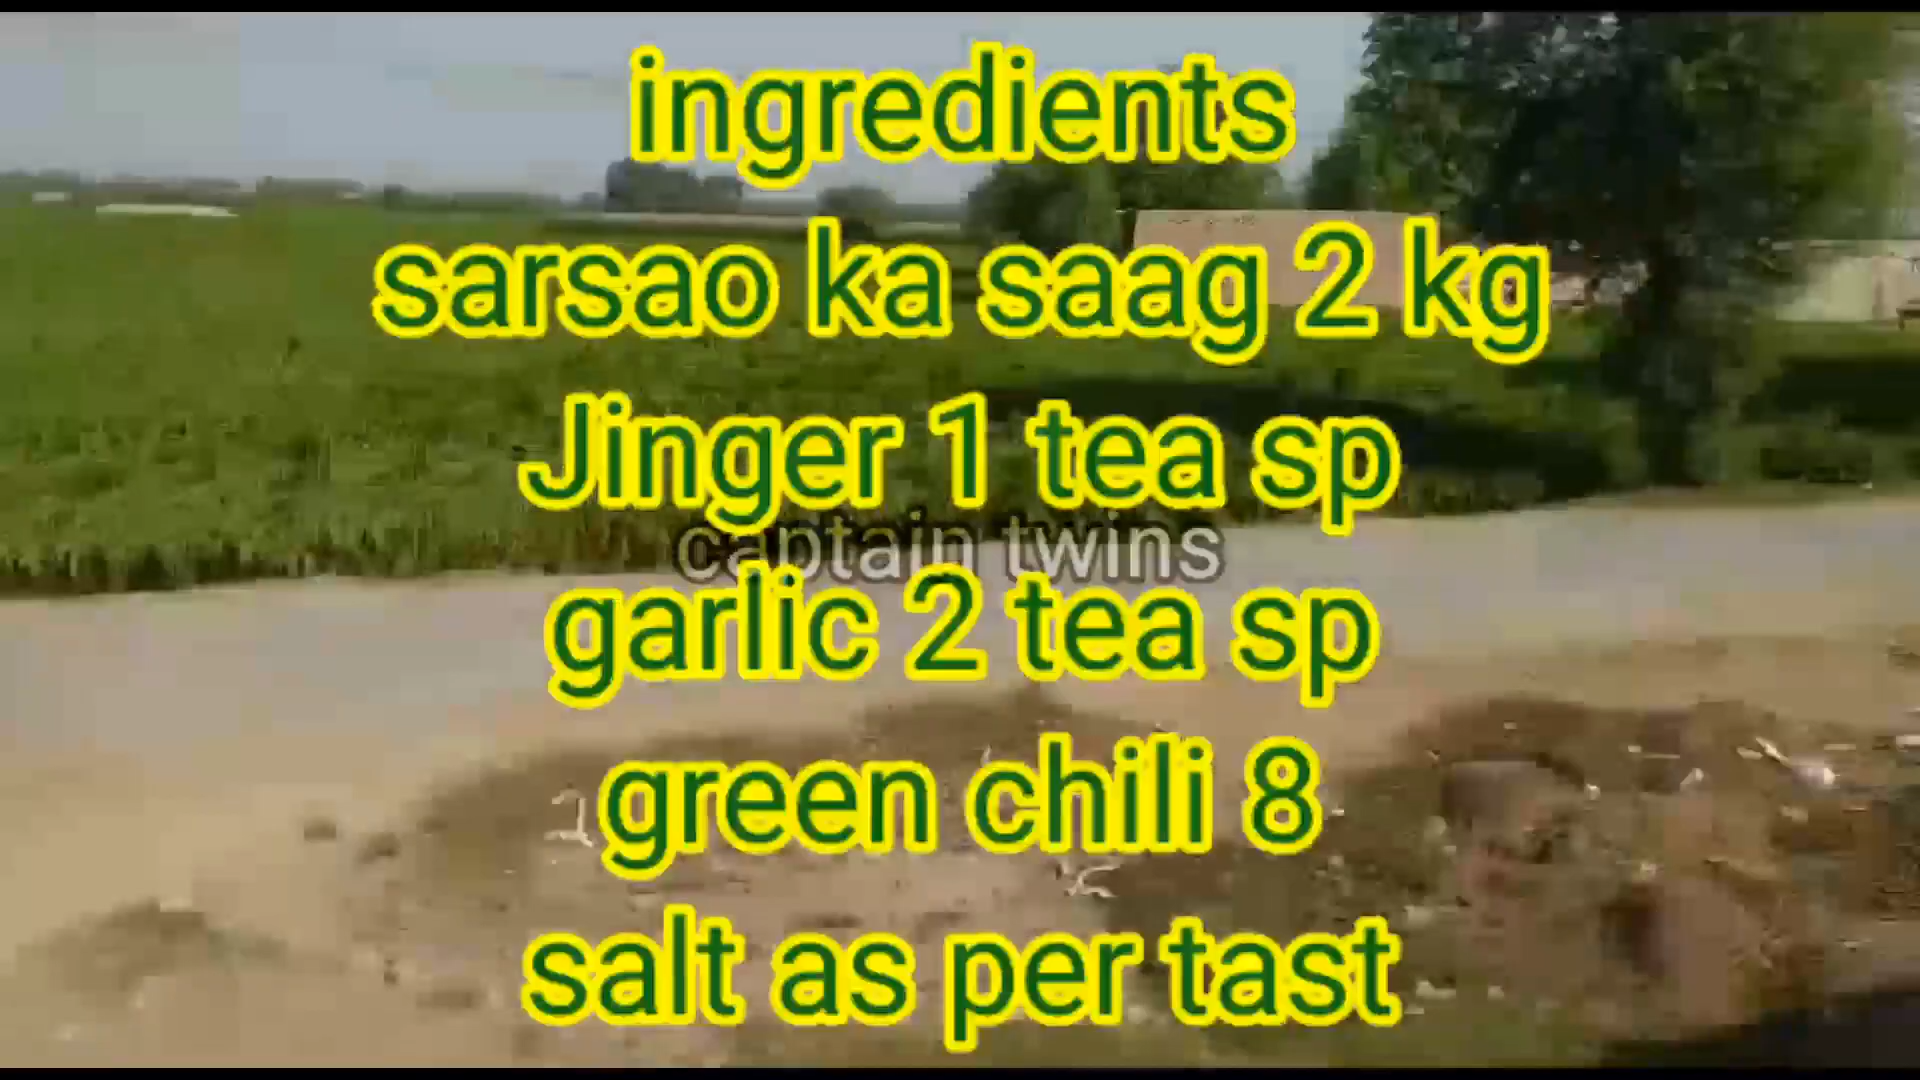 ingredients
sarsao ka saag 2 kg
Jinger 1 tea sp
captain twins
garlic 2 tea sp
green chili 8
salt as per tast